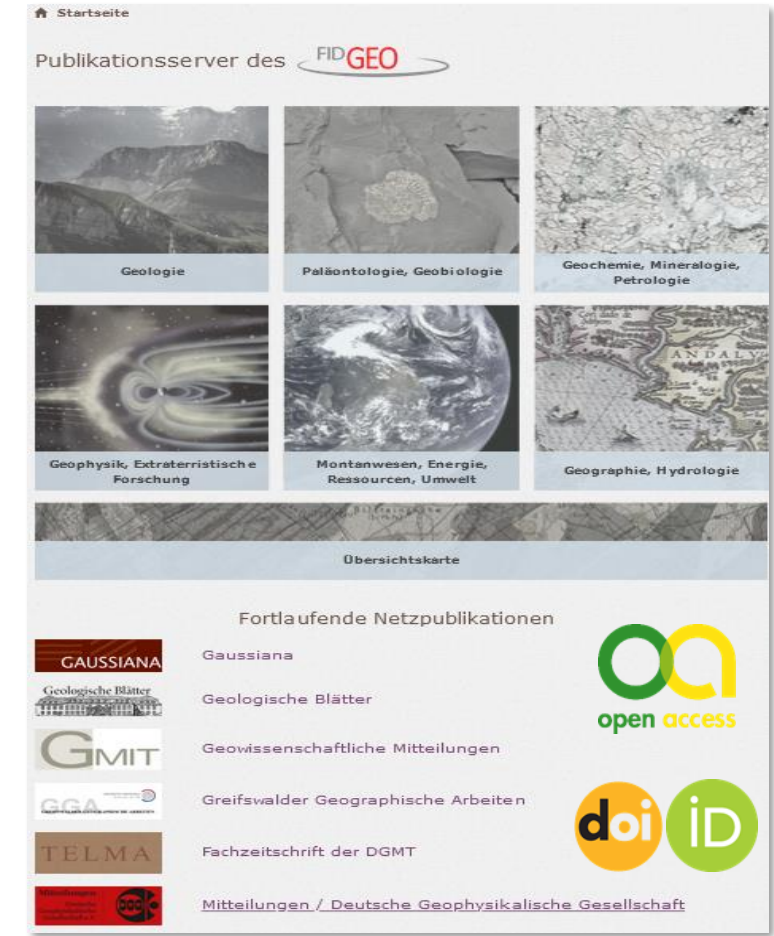 Startseite
Publikationsserver des FIDGEO
Geologie
Paläontologie, Geobiologie
Geochemie, Mineralogie,
Petrologie
ANDALV
Geophysik, Extraterristische
Forschung
Montanwesen, Energie,
Ressourcen, Umwelt
Geographie, Hydrologie
Übersichtskarte
Fortlaufende Netzpublikationen
GAUSSIANA
Gaussiana
Geologische Blätter
Geologische Blätter
open access
GMIT
Geowissenschaftliche Mitteilungen
GGA
Greifswalder Geographische Arbeiten
doi
iD
TELMA
Fachzeitschrift der DGMT
Mitteilungen
Mitteilungen / Deutsche Geophysikalische Gesellschaft